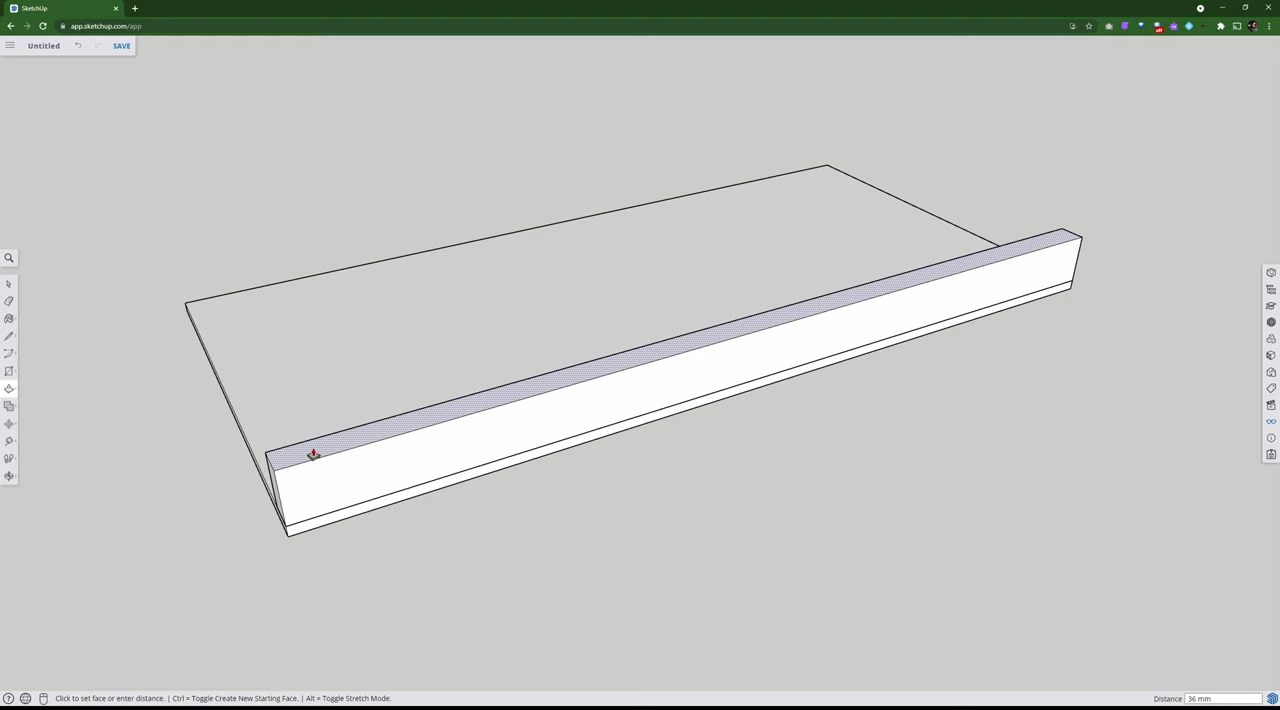 SketchUp
app.sketchup.com/app
off
Untitled
SAVE
Click to set face or enter distance. | Ctrl = Toggle Create New Starting Face. | Alt = Toggle Stretch Mode.
Distance 36 mm